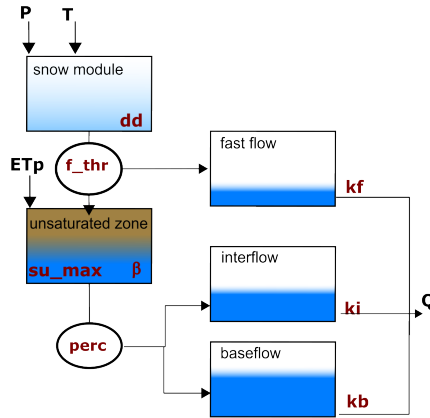 P T
snow module
dd
ETp
f_thr
fast flow
kf
unsaturated zone
su_max β
interflow
ki
Q
perc
baseflow
kb